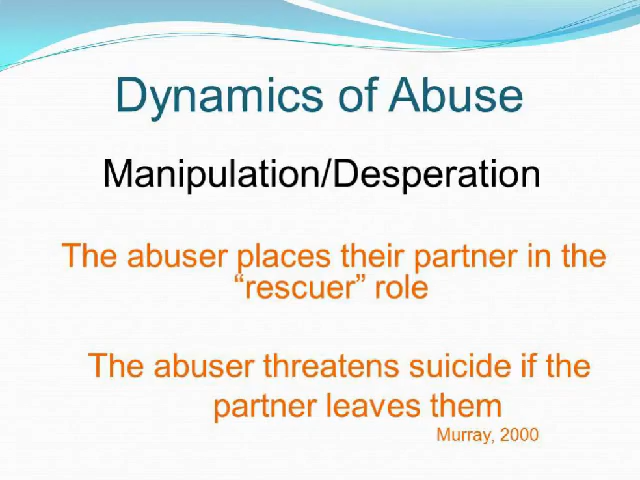 Dynamics of Abuse
Manipulation/Desperation
The abuser places their partner in the
“rescuer” role
The abuser threatens suicide if the
partner leaves them
Murray, 2000